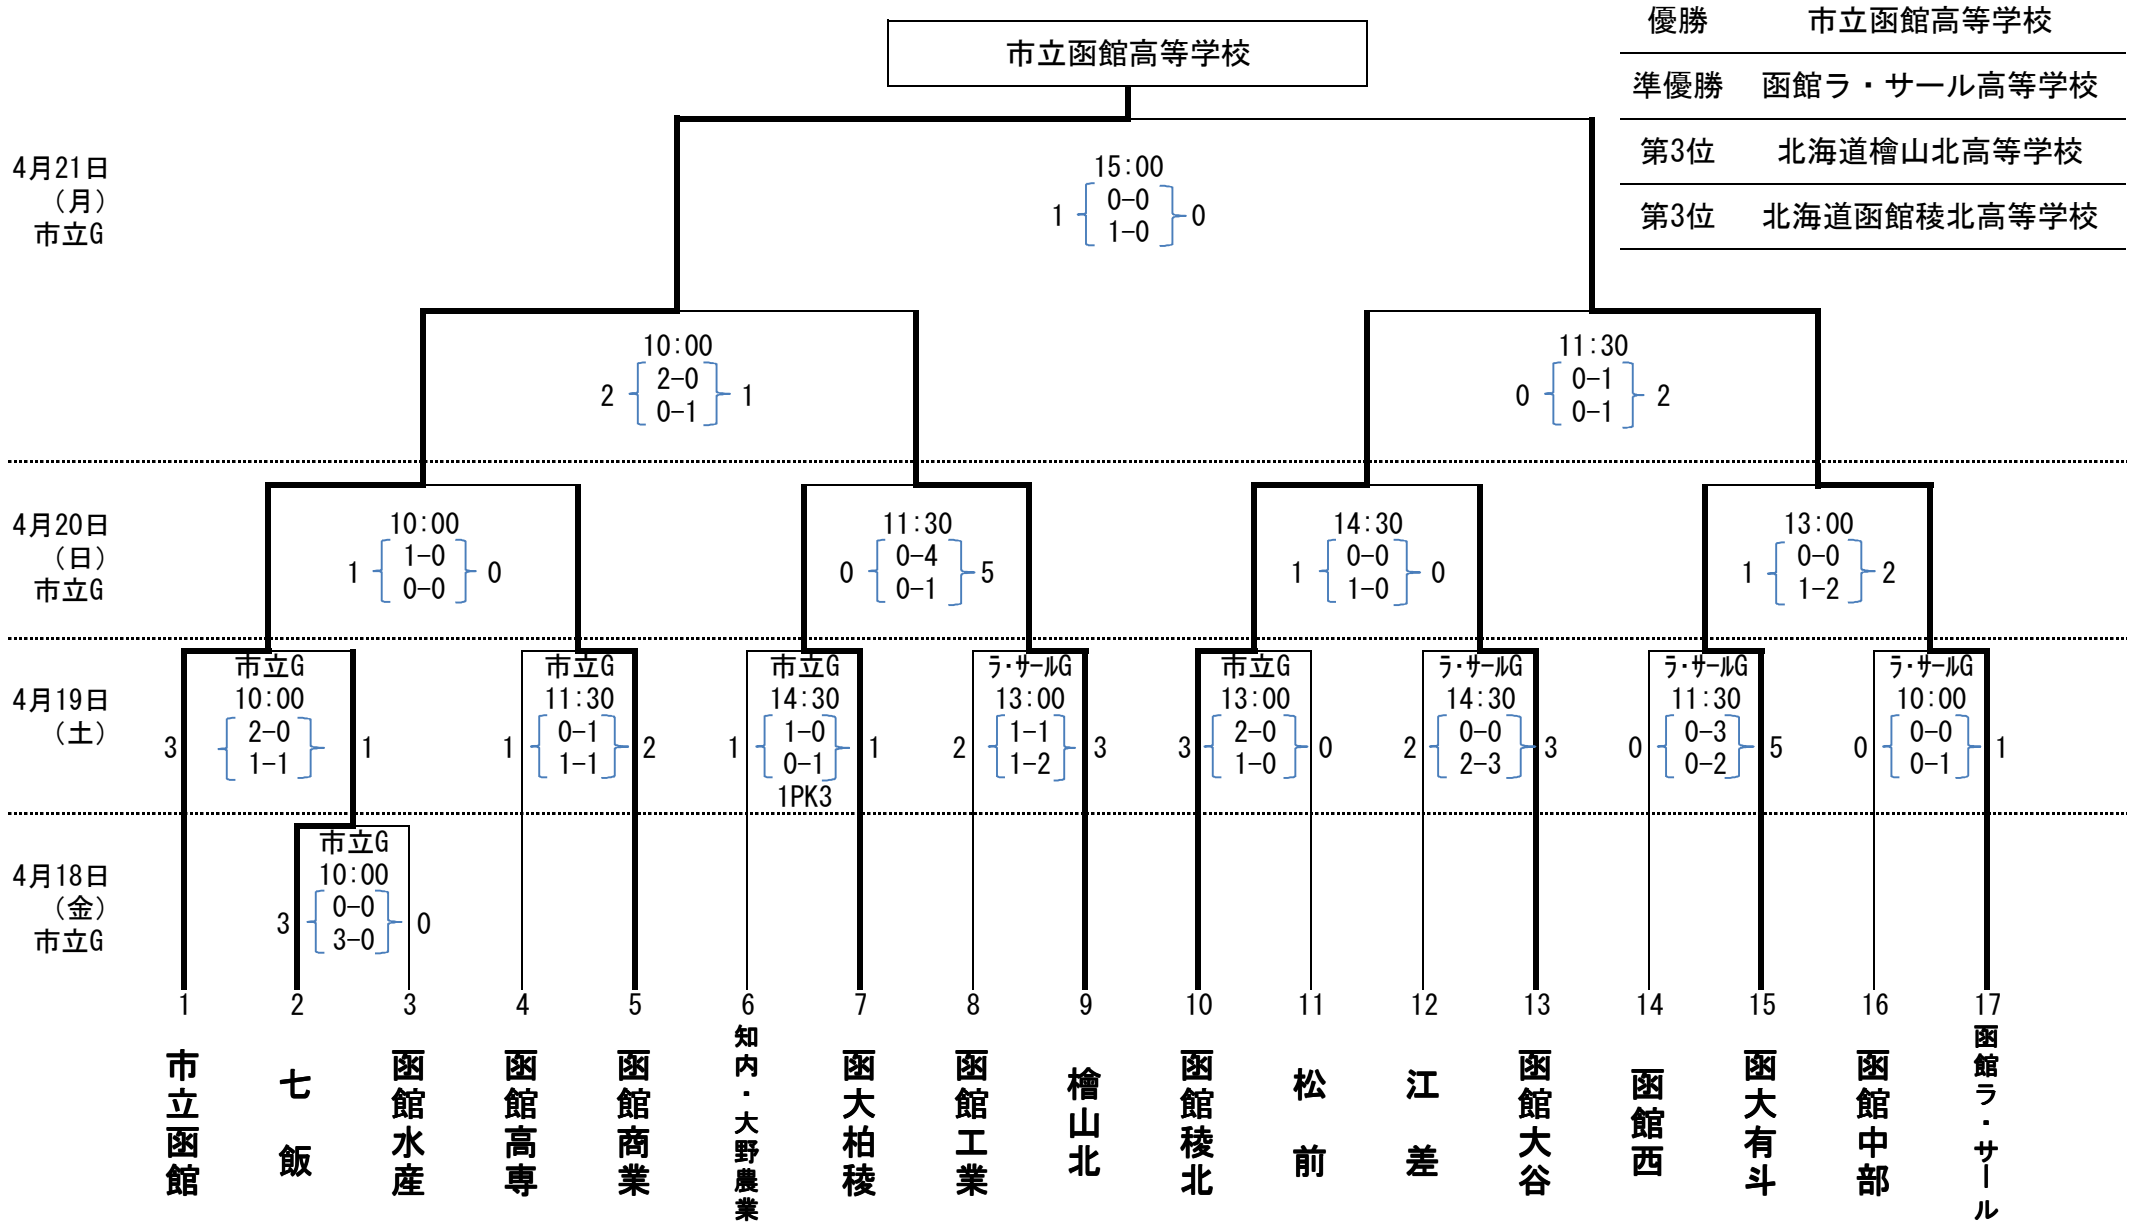 市立函館高等学校
優勝 市立函館高等学校
準優勝 函館ラ・サール高等学校
第3位 北海道檜山北高等学校
第3位 北海道函館稜北高等学校
4月21日
(月)
市立G
15:00
0−0
1 0
1−0
10:00
2−0
2 1
0−1
11:30
0−1
0 2
0−1
4月20日
(日)
市立G
10:00
1−0
1 0
0−0
11:30
0−4
0 5
0−1
14:30
0−0
1 0
1−0
13:00
0−0
1 2
1−2
4月19日
(土)
市立G
10:00
2−0
3 1
1−1
市立G
11:30
0−1
1 2
1−1
市立G
14:30
1−0
1 1
0−1
1PK3
ラ・サールG
13:00
1−1
2 3
1−2
市立G
13:00
2−0
3 0
1−0
ラ・サールG
14:30
0−0
2 3
2−3
ラ・サールG
11:30
0−3
0 5
0−2
ラ・サールG
10:00
0−0
0 1
0−1
4月18日
(金)
市立G
市立G
10:00
0−0
3 0
3−0
1 2 3 4 5 6 7 8 9 10 11 12 13 14 15 16 17
市立函館
七飯
函館水産
函館高専
函館商業
知内・大野農業
函大柏稜
函館工業
檜山北
函館稜北
松前
江差
函館大谷
函館西
函大有斗
函館中部
函館ラ・サール